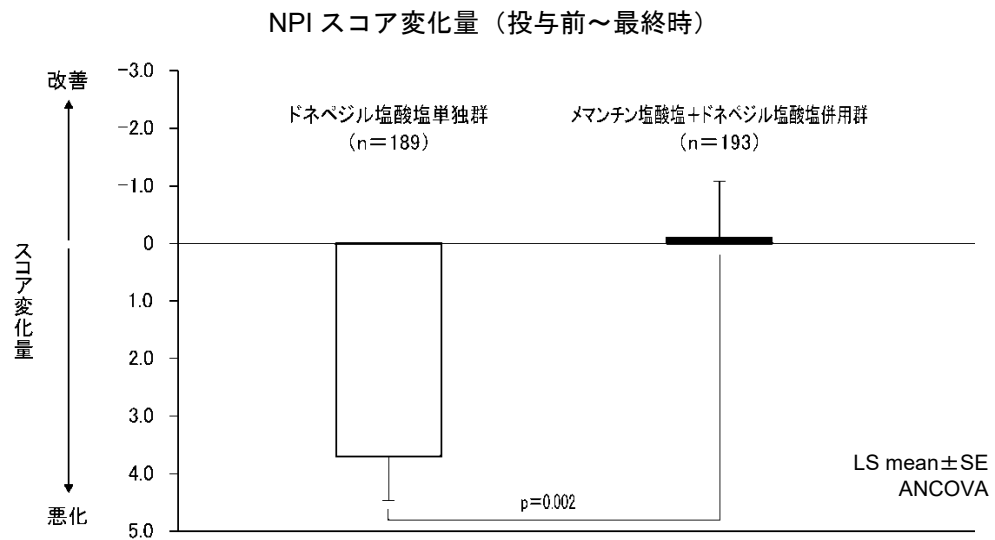 NPI スコア変化量（投与前～最終時）
改善
-3.0
ドネペジル塩酸塩単独群
（n＝189）
メマンチン塩酸塩＋ドネペジル塩酸塩併用群
（n＝193）
-2.0
-1.0
0
スコア変化量
1.0
2.0
3.0
4.0
LS mean±SE
ANCOVA
p=0.002
悪化
5.0